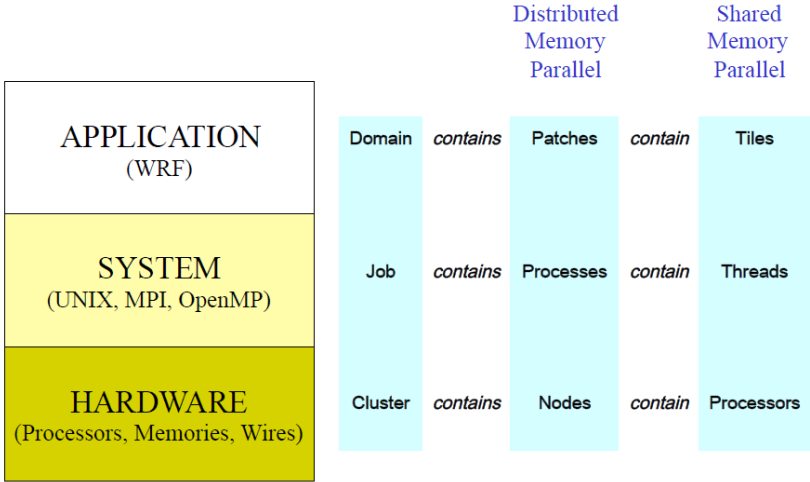 Distributed Memory Parallel
Shared Memory Parallel
APPLICATION
(WRF)
Domain contains Patches contain Tiles
SYSTEM
(UNIX, MPI, OpenMP)
Job contains Processes contain Threads
HARDWARE
(Processors, Memories, Wires)
Cluster contains Nodes contain Processors